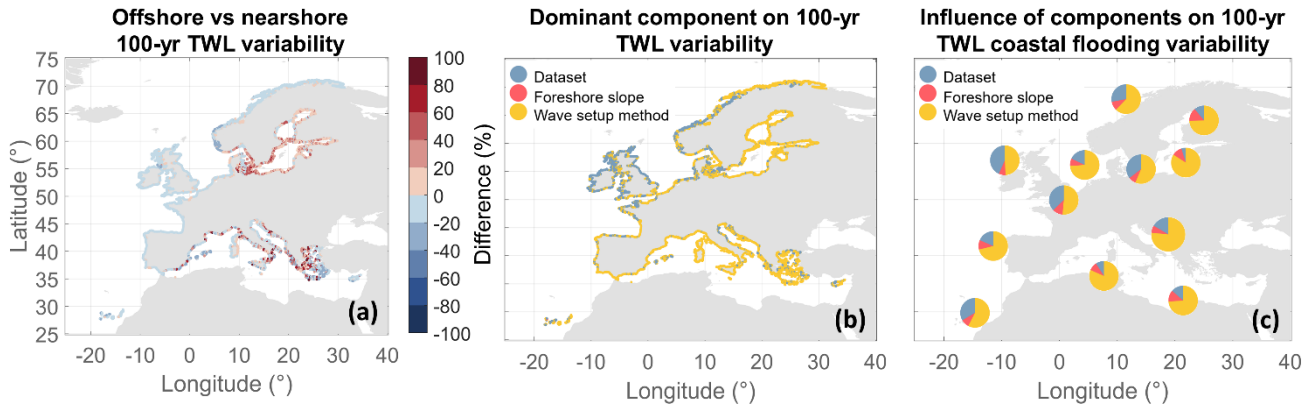 Offshore vs nearshore
100-yr TWL variability
75
70
65
60
55
50
45
40
35
30
25
Latitude (°)
-20
-10
0
10
20
30
40
Longitude (°)
(a)
100
80
60
40
20
0
-20
-40
-60
-80
-100
Difference (%)
Dominant component on 100-yr
TWL variability
Dataset
Foreshore slope
Wave setup method
(b)
-20
-10
0
10
20
30
40
Longitude (°)
Influence of components on 100-yr
TWL coastal flooding variability
Dataset
Foreshore slope
Wave setup method
(c)
-20
-10
0
10
20
30
40
Longitude (°)